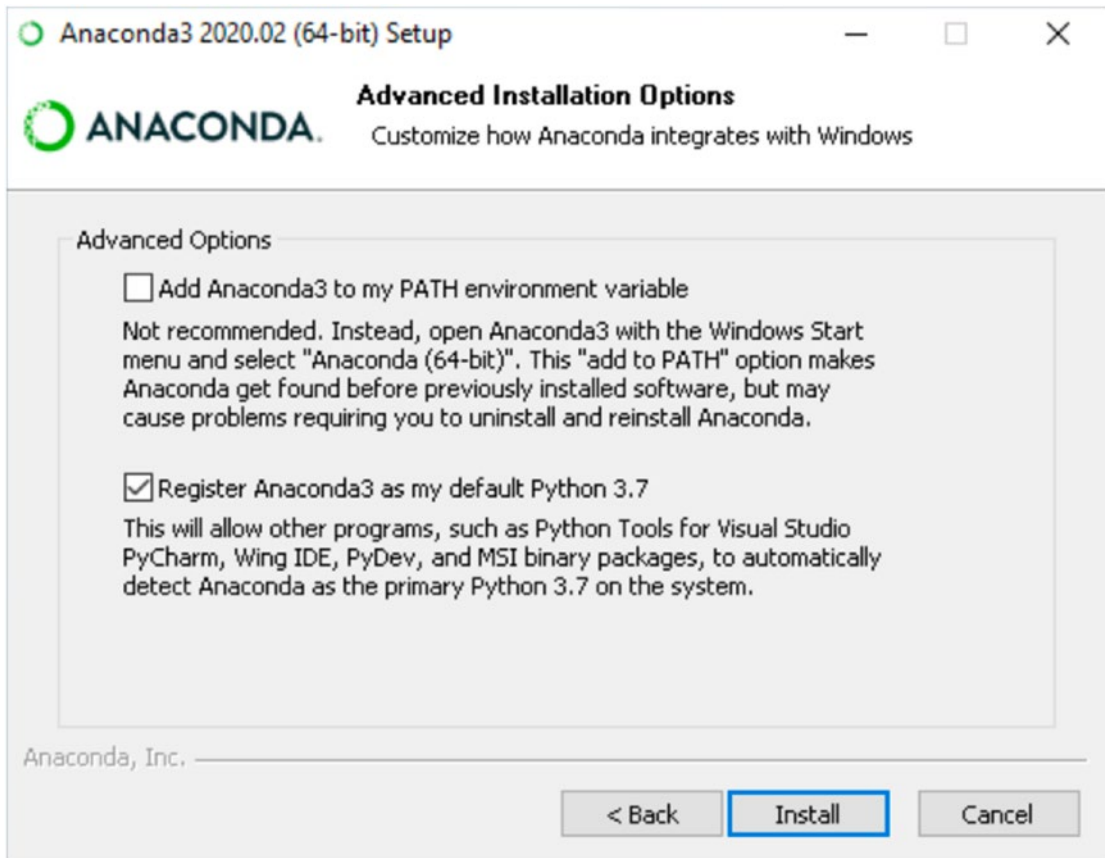 Anaconda3 2020.02 (64-bit) Setup
ANACONDA.
Advanced Installation Options
Customize how Anaconda integrates with Windows
Advanced Options
Add Anaconda3 to my PATH environment variable
Not recommended. Instead, open Anaconda3 with the Windows Start
menu and select "Anaconda (64-bit)". This "add to PATH" option makes
Anaconda get found before previously installed software, but may
cause problems requiring you to uninstall and reinstall Anaconda.
Register Anaconda3 as my default Python 3.7
This will allow other programs, such as Python Tools for Visual Studio
PyCharm, Wing IDE, PyDev, and MSI binary packages, to automatically
detect Anaconda as the primary Python 3.7 on the system.
Anaconda, Inc.
< Back
Install
Cancel